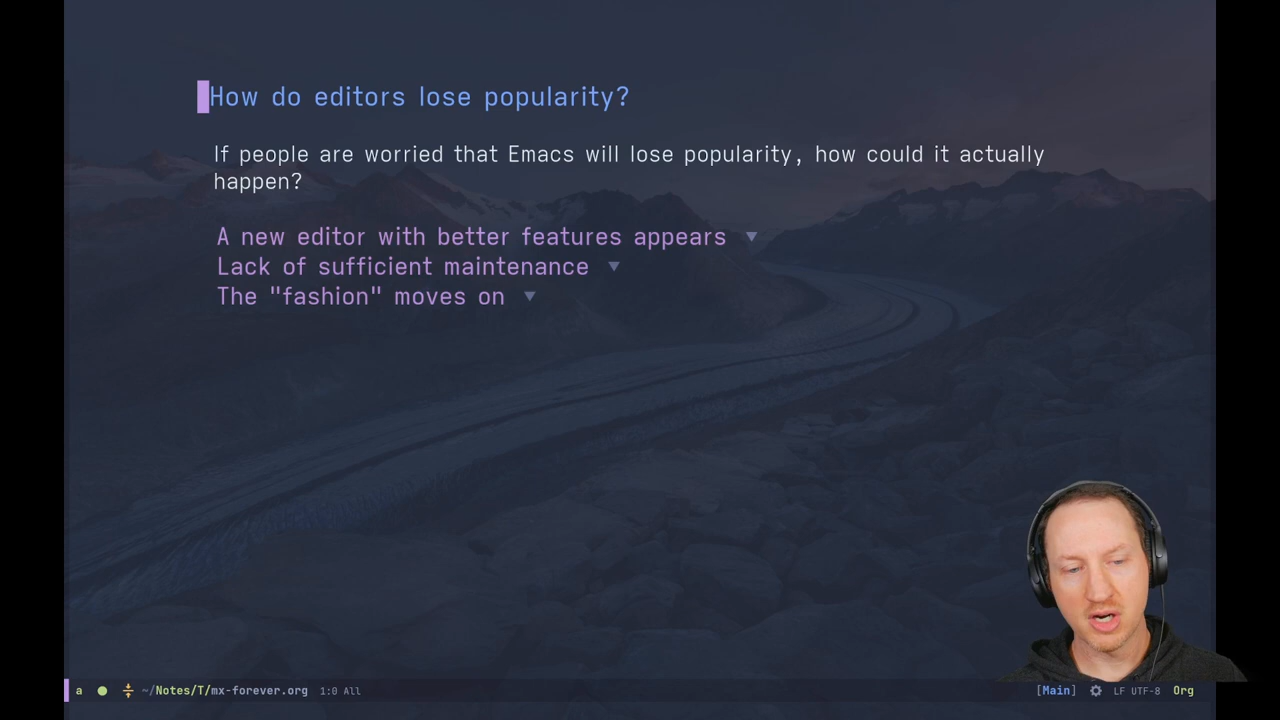 How do editors lose popularity?
If people are worried that Emacs will lose popularity, how could it actually
happen?
A new editor with better features appears ▼
Lack of sufficient maintenance ▼
The "fashion" moves on ▼
a ~/Notes/T/mx-forever.org 1:0 All [Main] LF UTF-8 Org